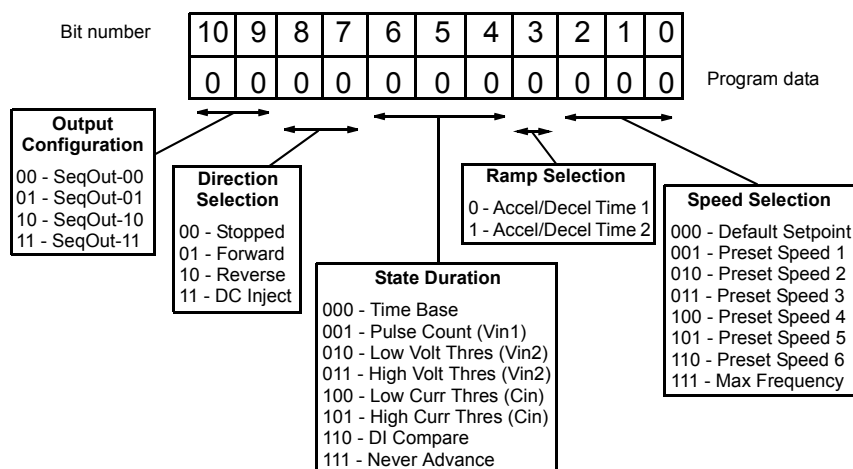 Bit number
10 9 8 7 6 5 4 3 2 1 0
0 0 0 0 0 0 0 0 0 0 0
Program data
Output
Configuration
00 - SeqOut-00
01 - SeqOut-01
10 - SeqOut-10
11 - SeqOut-11
Direction
Selection
00 - Stopped
01 - Forward
10 - Reverse
11 - DC Inject
State Duration
000 - Time Base
001 - Pulse Count (Vin1)
010 - Low Volt Thres (Vin2)
011 - High Volt Thres (Vin2)
100 - Low Curr Thres (Cin)
101 - High Curr Thres (Cin)
110 - DI Compare
111 - Never Advance
Ramp Selection
0 - Accel/Decel Time 1
1 - Accel/Decel Time 2
Speed Selection
000 - Default Setpoint
001 - Preset Speed 1
010 - Preset Speed 2
011 - Preset Speed 3
100 - Preset Speed 4
101 - Preset Speed 5
110 - Preset Speed 6
111 - Max Frequency